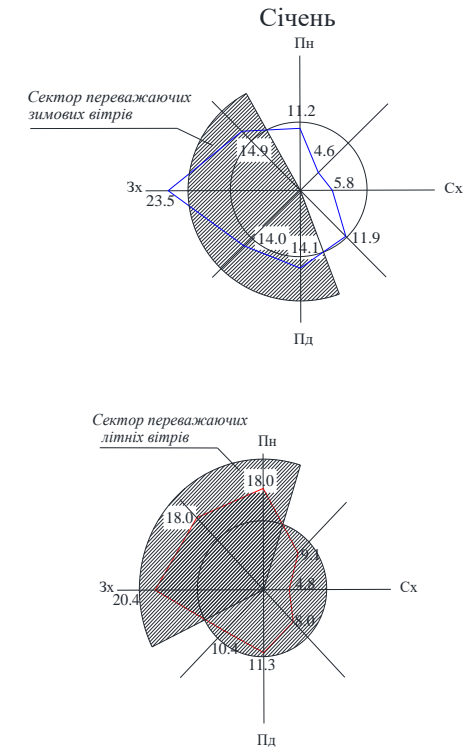 Січень
Пн
Сектор переважаючих
зимових вітрів
11.2
14.9
4.6
Зх
5.8
Сх
23.5
14.0
14.1
11.9
Пд
Сектор переважаючих
літніх вітрів
Пн
18.0
18.0
9.1
Зх
4.8
Сх
20.4
8.0
10.4
11.3
Пд